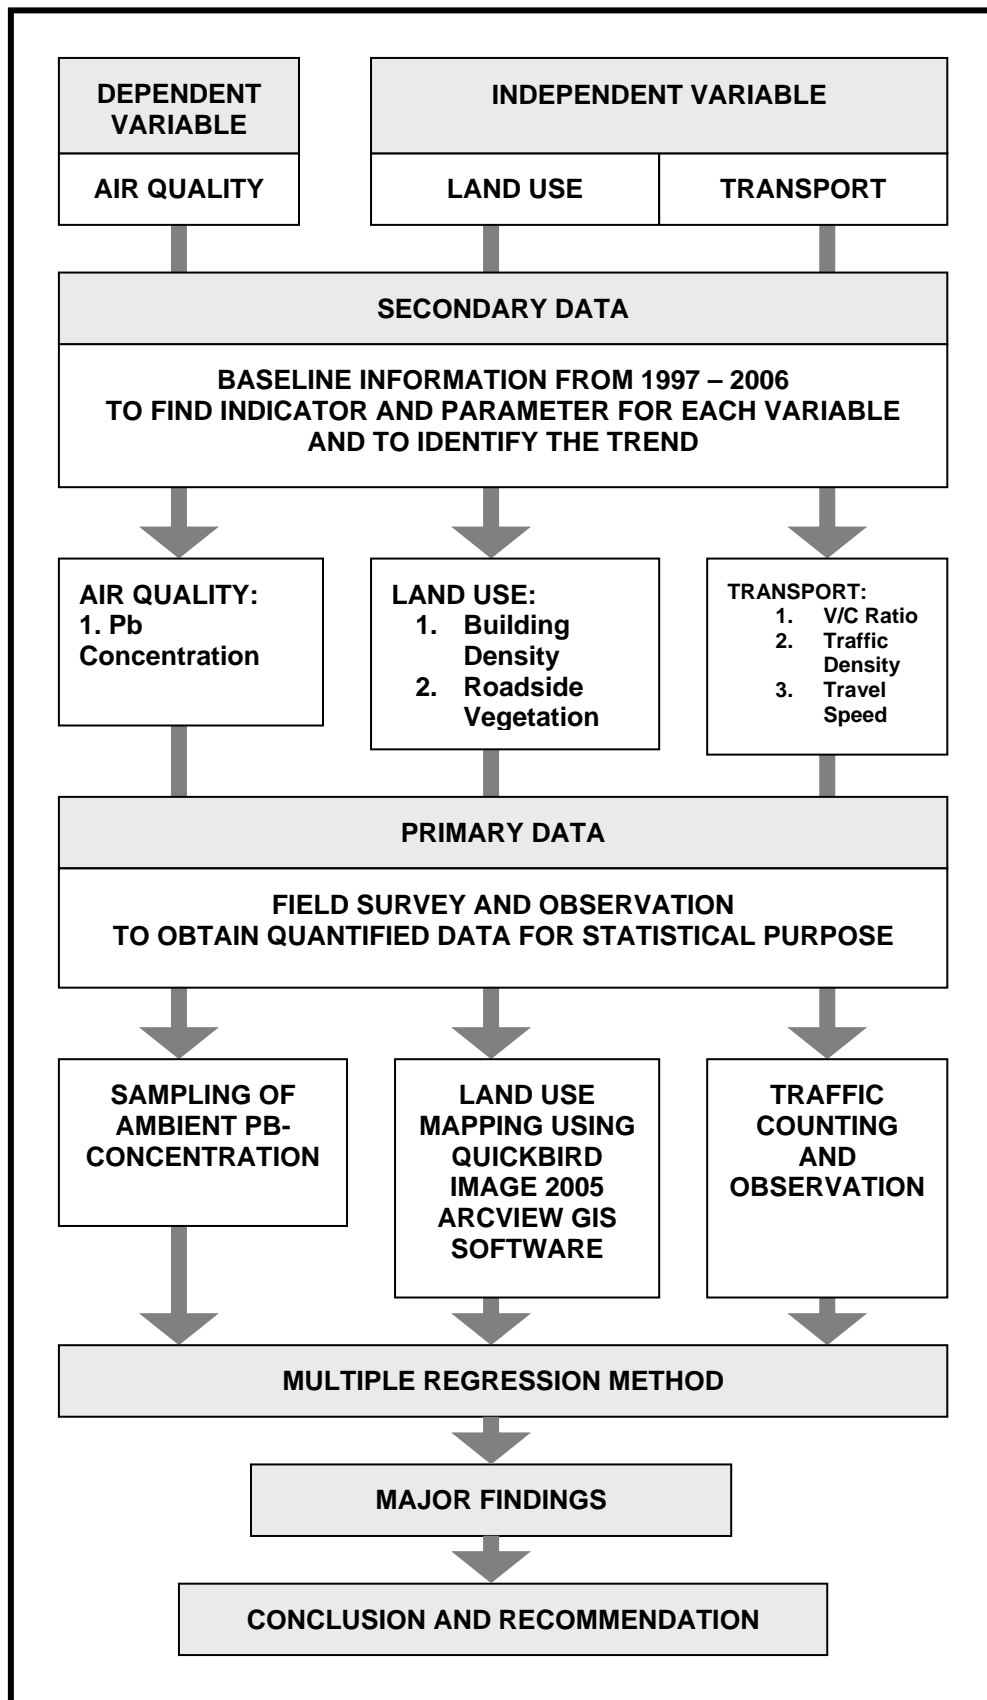 DEPENDENT
VARIABLE
INDEPENDENT VARIABLE
AIR QUALITY
LAND USE
TRANSPORT
SECONDARY DATA
BASELINE INFORMATION FROM 1997 – 2006
TO FIND INDICATOR AND PARAMETER FOR EACH VARIABLE
AND TO IDENTIFY THE TREND
AIR QUALITY:
1. Pb
Concentration
LAND USE:
1. Building
Density
2. Roadside
Vegetation
TRANSPORT:
1. V/C Ratio
2. Traffic
Density
3. Travel
Speed
PRIMARY DATA
FIELD SURVEY AND OBSERVATION
TO OBTAIN QUANTIFIED DATA FOR STATISTICAL PURPOSE
SAMPLING OF
AMBIENT PB-
CONCENTRATION
LAND USE
MAPPING USING
QUICKBIRD
IMAGE 2005
ARCVIEW GIS
SOFTWARE
TRAFFIC
COUNTING
AND
OBSERVATION
MULTIPLE REGRESSION METHOD
MAJOR FINDINGS
CONCLUSION AND RECOMMENDATION